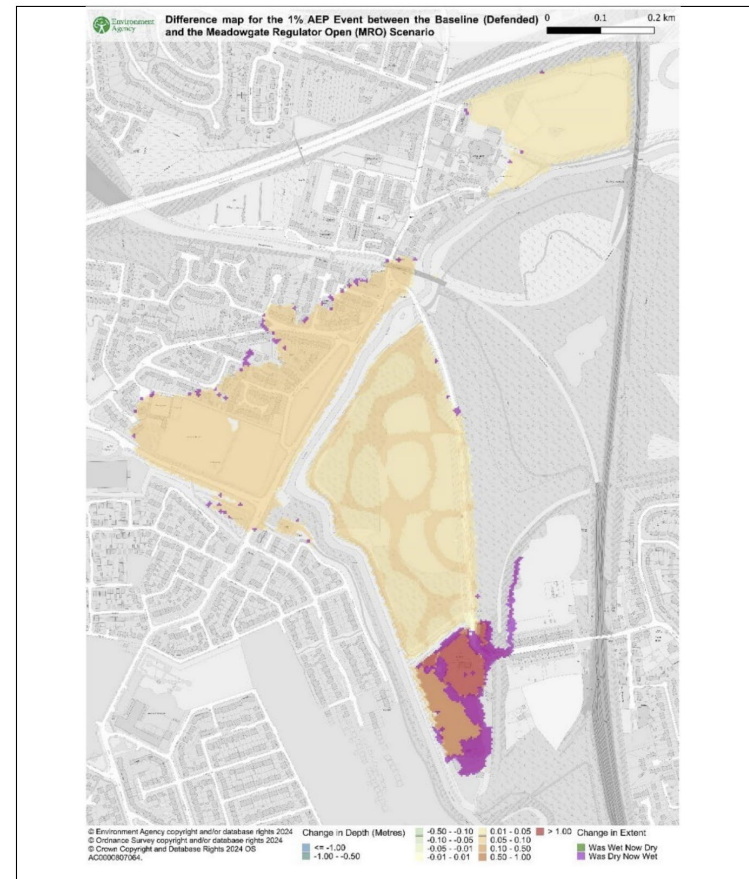 Environment
Agency
Difference map for the 1% AEP Event between the Baseline (Defended)
and the Meadowgate Regulator Open (MRO) Scenario
0 0.1 0.2 km
© Environment Agency copyright and/or database rights 2024
© Ordnance Survey copyright and/or database rights 2024
© Crown Copyright and Database Rights 2024 OS
AC0000807064.
Change in Depth (Metres)
<= -1.00
-1.00 - -0.50
-0.50 - -0.10
-0.10 - -0.05
-0.05 - -0.01
-0.01 - 0.01
0.01 - 0.05
0.05 - 0.10
0.10 - 0.50
0.50 - 1.00
> 1.00
Change in Extent
Was Wet Now Dry
Was Dry Now Wet